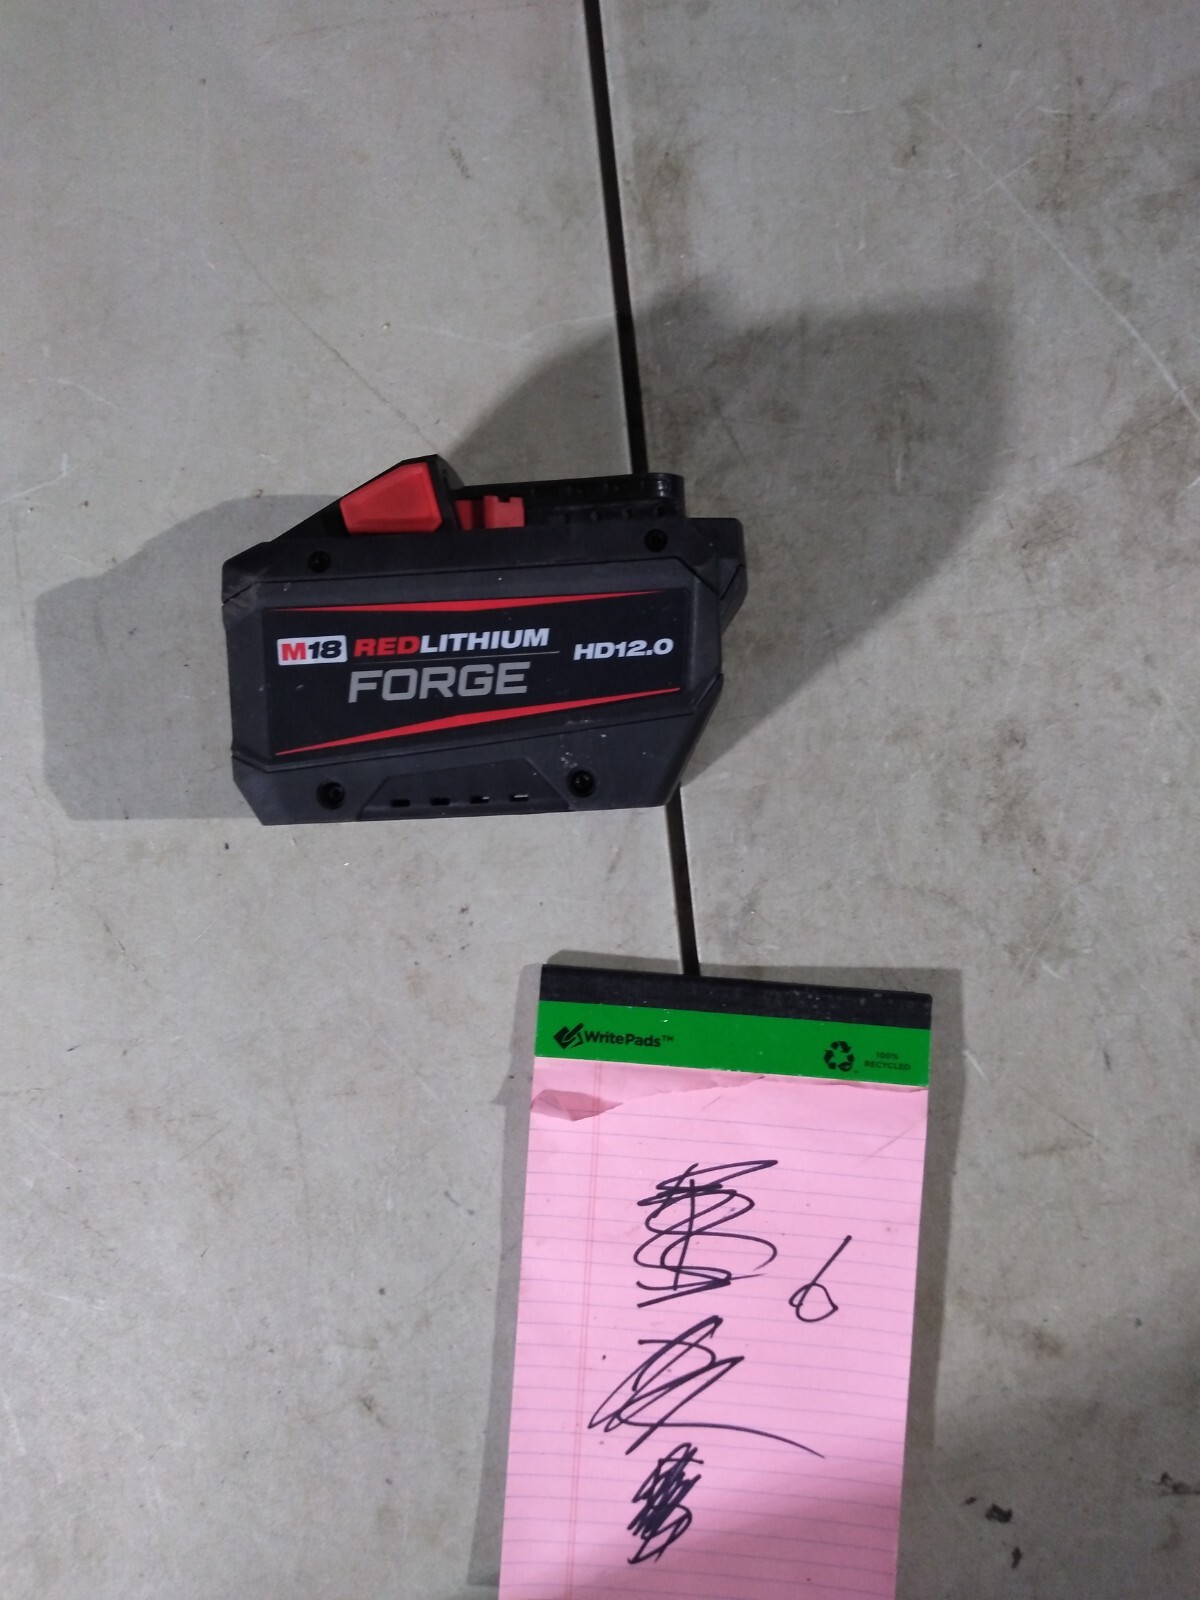 M18 REDLITHIUM
FORGE
HD12.0
WritePads™
100%
RECYCLED
6